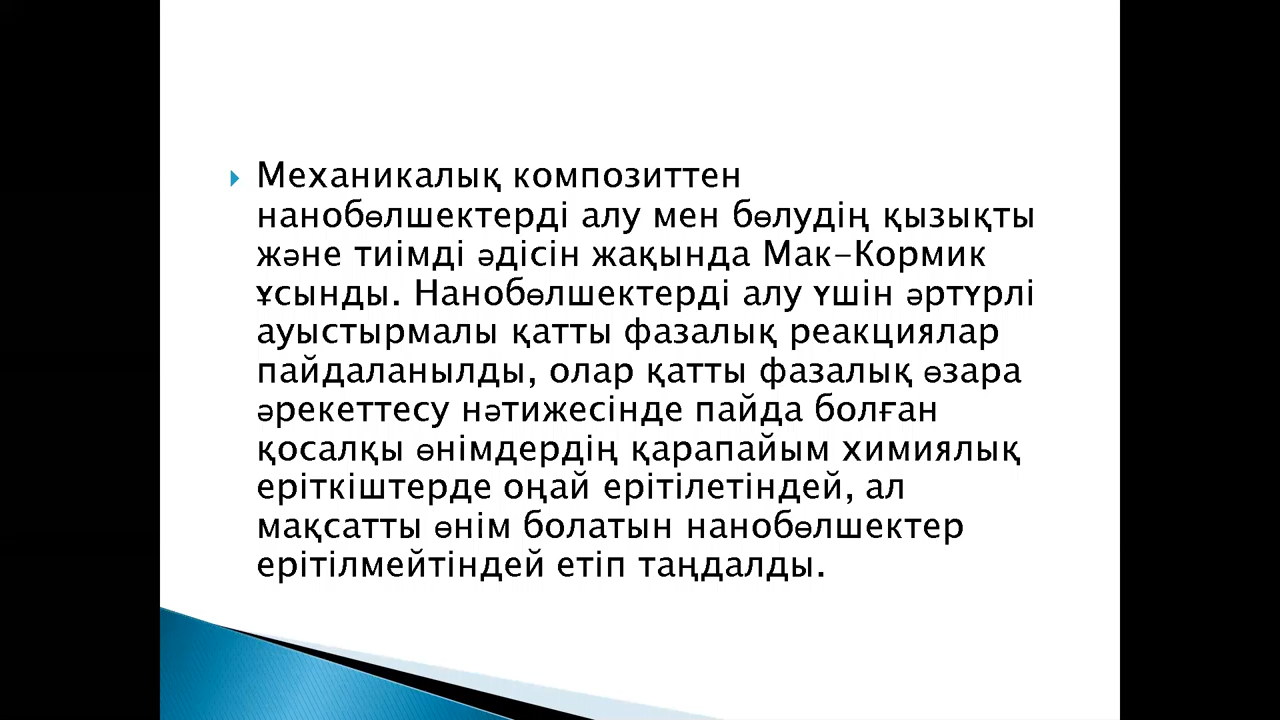 Механикалық композиттен
нанобөлшектерді алу мен бөлудің қызықты
және тиімді әдісін жақында Мак-Кормик
ұсынды. Нанобөлшектерді алу үшін әртүрлі
ауыстырмалы қатты фазалық реакциялар
пайдаланылды, олар қатты фазалық өзара
әрекеттесу нәтижесінде пайда болған
қосалқы өнімдердің қарапайым химиялық
еріткіштерде оңай ерітілетіндей, ал
мақсатты өнім болатын нанобөлшектер
ерітілмейтіндей етіп таңдалды.